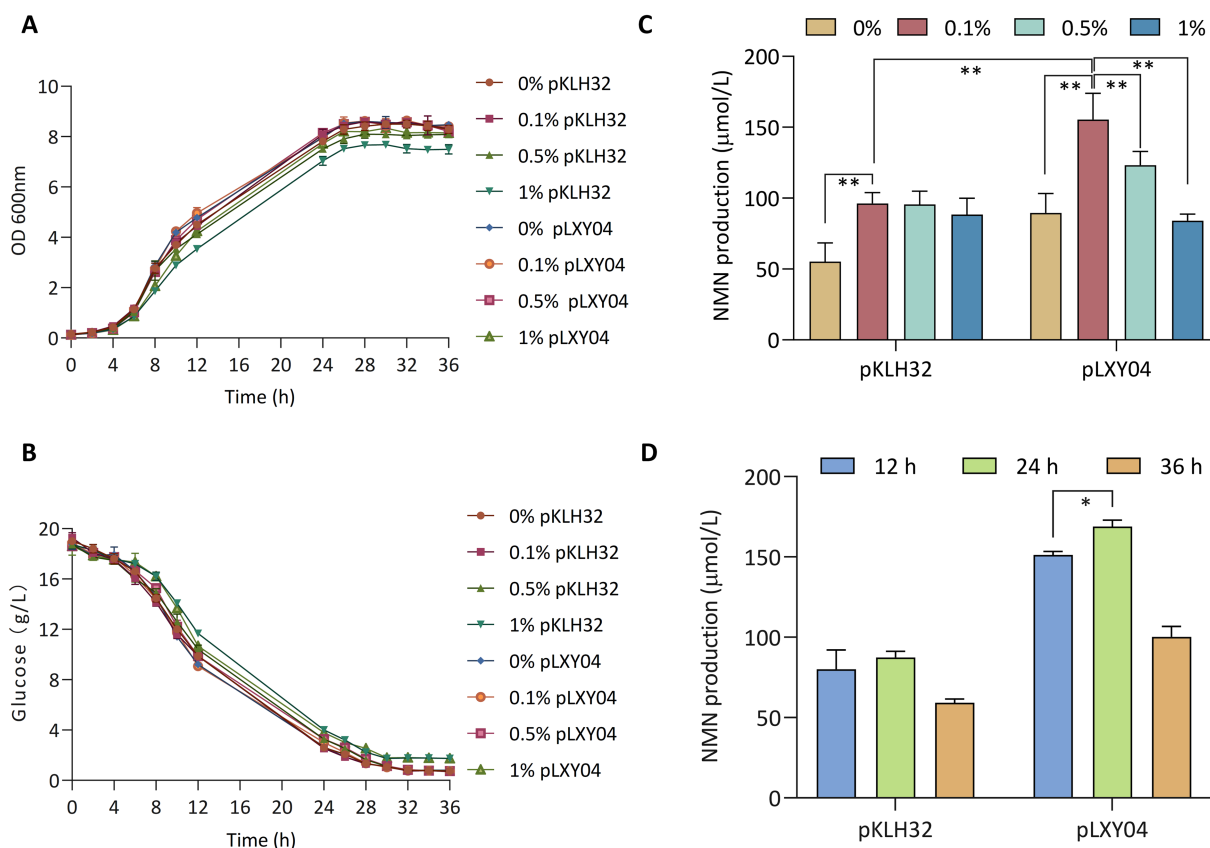 A
10
8
6
4
2
0
OD 600nm
0 4 8 12 16 20 24 28 32 36
Time (h)
0% pKLH32
0.1% pKLH32
0.5% pKLH32
1% pKLH32
0% pLXY04
0.1% pLXY04
0.5% pLXY04
1% pLXY04
B
20
16
12
8
4
0
Glucose (g/L)
0 4 8 12 16 20 24 28 32 36
Time (h)
0% pKLH32
0.1% pKLH32
0.5% pKLH32
1% pKLH32
0% pLXY04
0.1% pLXY04
0.5% pLXY04
1% pLXY04
C
0% 0.1% 0.5% 1%
200
150
100
50
0
NMN production (μmol/L)
**
**
**
**
**
pKLH32 pLXY04
D
12 h 24 h 36 h
200
150
100
50
0
NMN production (μmol/L)
*
pKLH32 pLXY04